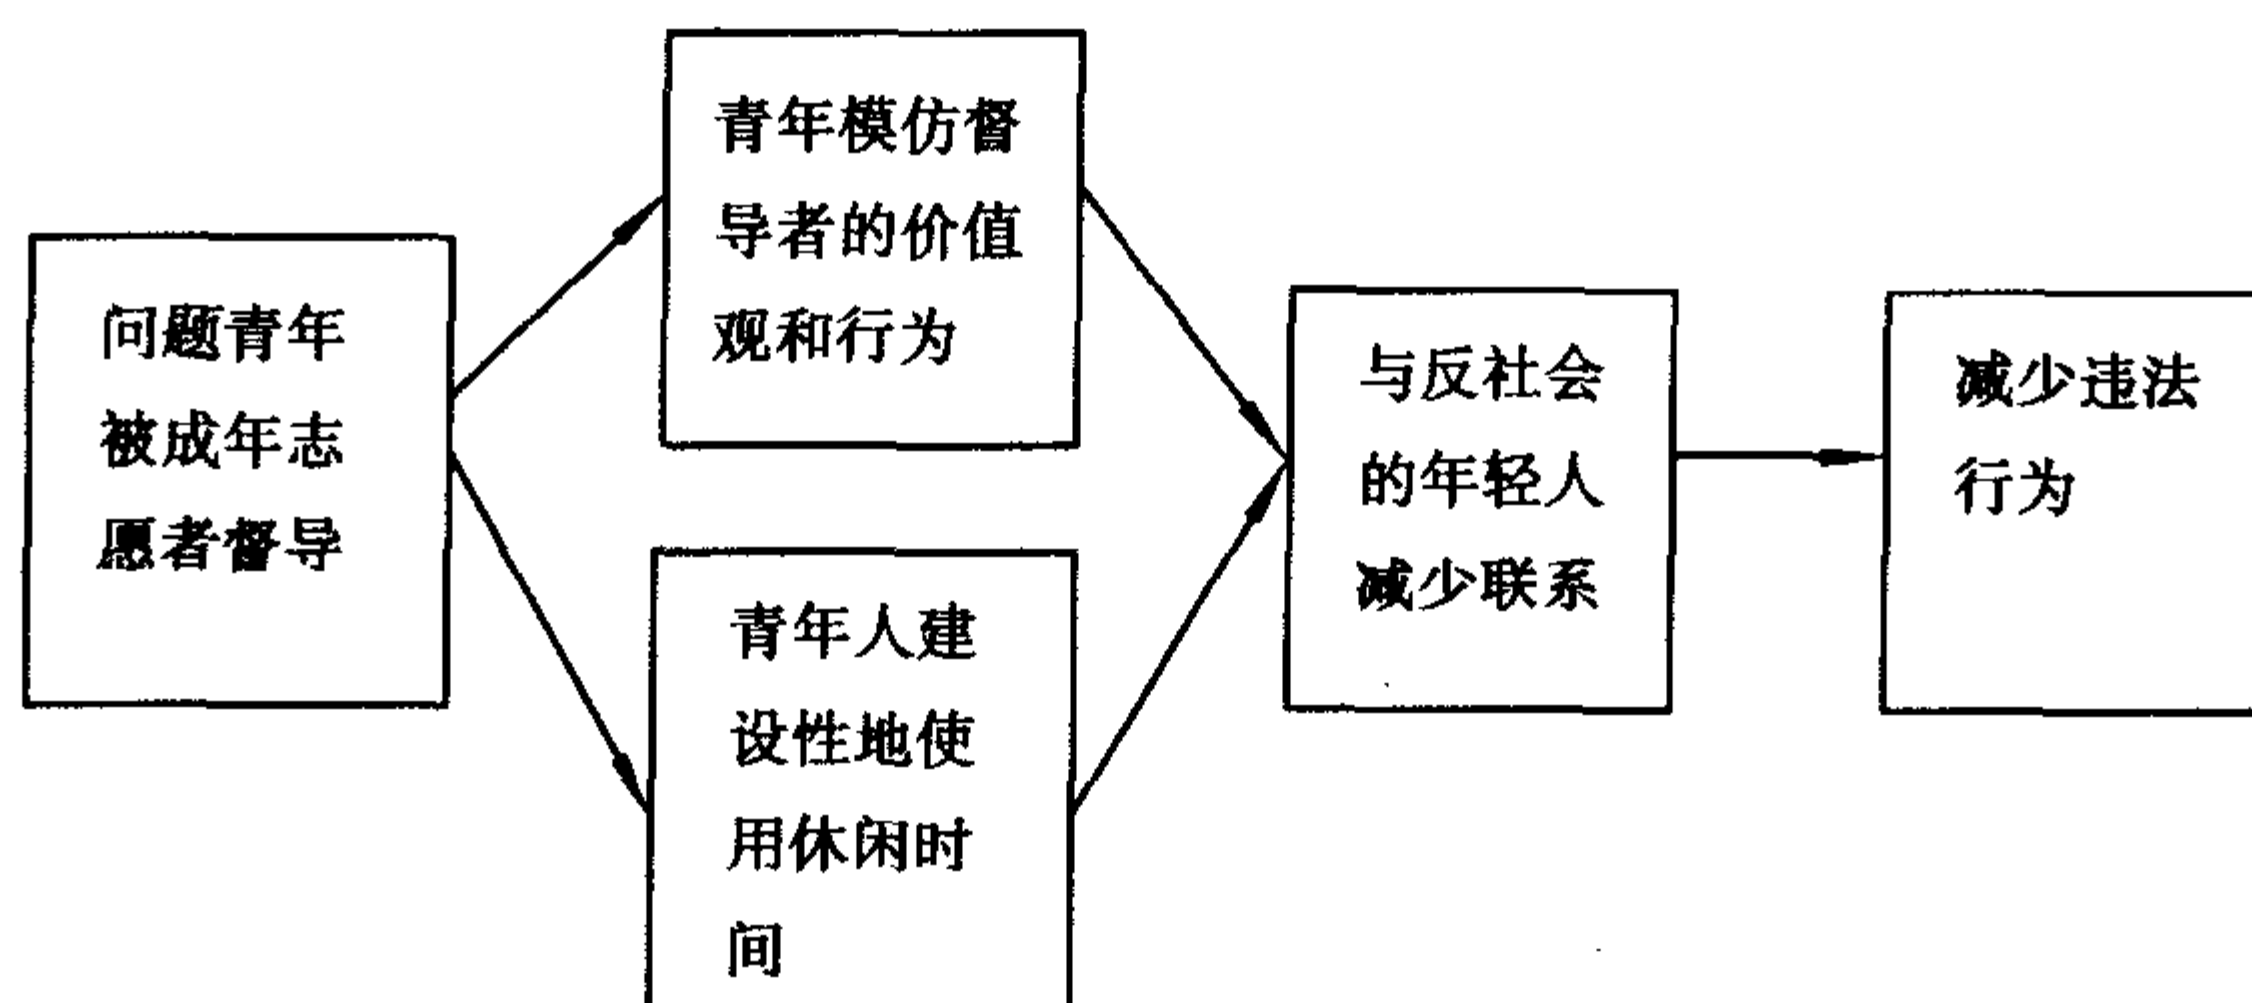 问题青年
被成年志
愿者督导
青年模仿督
导者的价值
观和行为
青年人建
设性地使
用休闲时
间
与反社会
的年轻人
减少联系
减少违法
行为